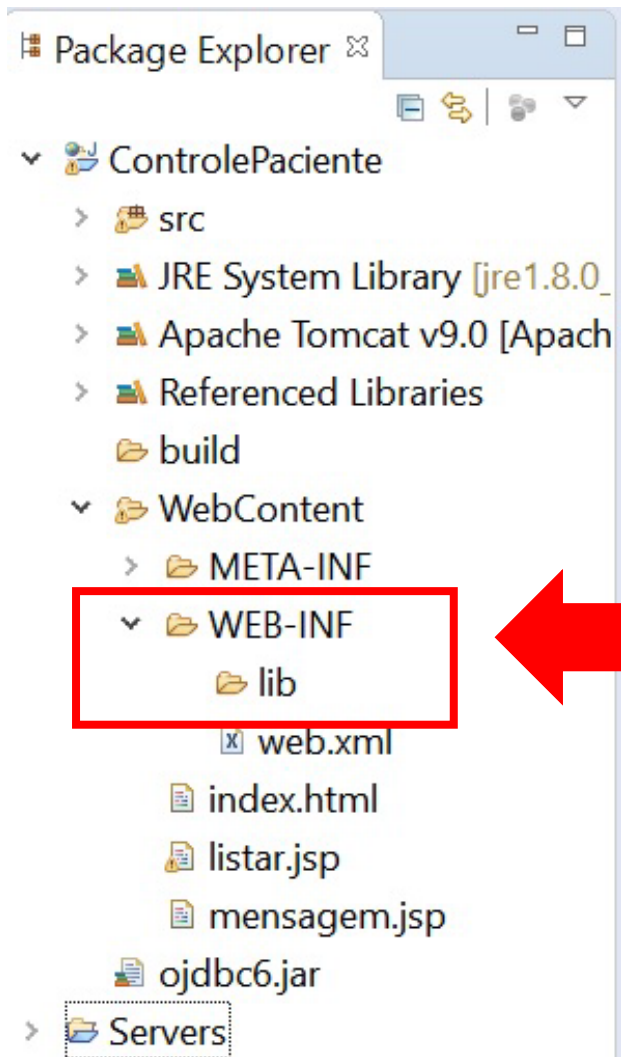 Package Explorer
ControlePaciente
src
JRE System Library [jre1.8.0_
Apache Tomcat v9.0 [Apach
Referenced Libraries
build
WebContent
META-INF
WEB-INF
lib
web.xml
index.html
listar.jsp
mensagem.jsp
ojdbc6.jar
Servers